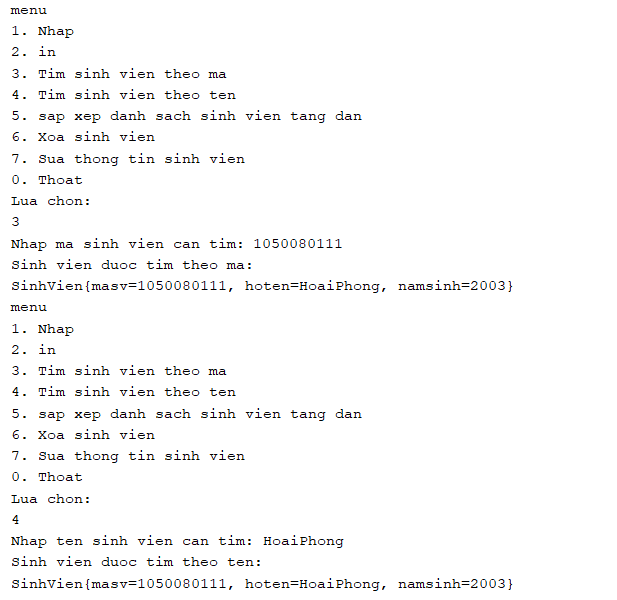 menu
1. Nhap
2. in
3. Tim sinh vien theo ma
4. Tim sinh vien theo ten
5. sap xep danh sach sinh vien tang dan
6. Xoa sinh vien
7. Sua thong tin sinh vien
0. Thoat
Lua chon:
3
Nhap ma sinh vien can tim: 1050080111
Sinh vien duoc tim theo ma:
SinhVien{masv=1050080111, hoten=HoaiPhong, namsinh=2003}
menu
1. Nhap
2. in
3. Tim sinh vien theo ma
4. Tim sinh vien theo ten
5. sap xep danh sach sinh vien tang dan
6. Xoa sinh vien
7. Sua thong tin sinh vien
0. Thoat
Lua chon:
4
Nhap ten sinh vien can tim: HoaiPhong
Sinh vien duoc tim theo ten:
SinhVien{masv=1050080111, hoten=HoaiPhong, namsinh=2003}